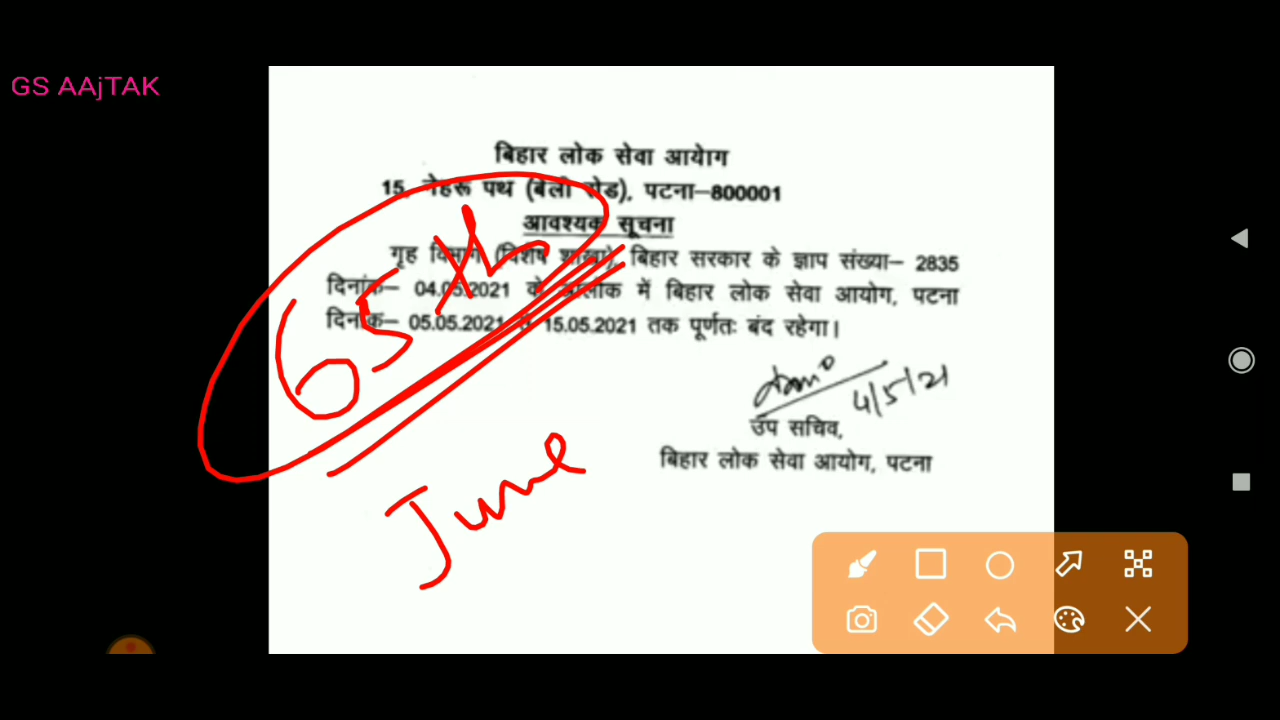 GS AAjTAK
बिहार लोक सेवा आयोग
15, नेहरू पथ (बेली रोड), पटना-800001
आवश्यक सूचना
गृह विभाग (विशेष शाखा), बिहार सरकार के ज्ञाप संख्या- 2835
दिनांक- 04.05.2021 के आलोक में बिहार लोक सेवा आयोग, पटना
दिनांक- 05.05.2021 से 15.05.2021 तक पूर्णतः बंद रहेगा।
65
4/5/21
उप सचिव,
बिहार लोक सेवा आयोग, पटना
June